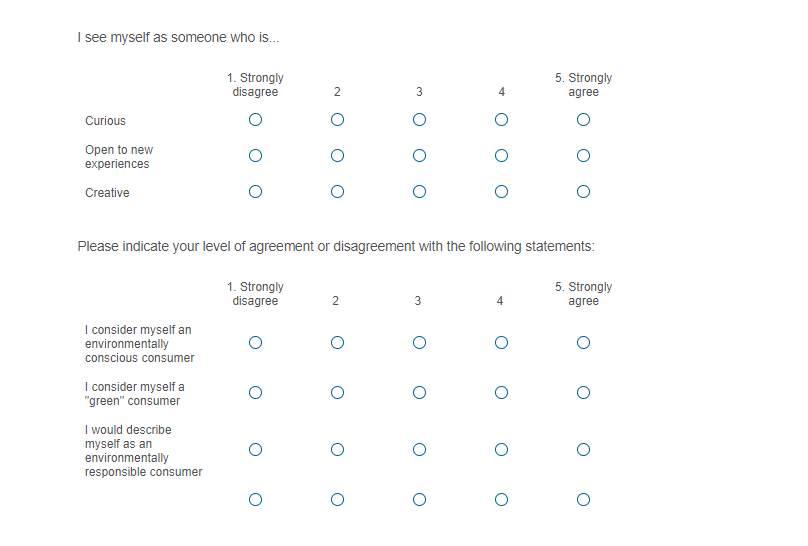 I see myself as someone who is...
1. Strongly disagree 2 3 4 5. Strongly agree
Curious
Open to new
experiences
Creative
Please indicate your level of agreement or disagreement with the following statements:
1. Strongly disagree 2 3 4 5. Strongly agree
I consider myself an
environmentally
conscious consumer
I consider myself a
"green" consumer
I would describe
myself as an
environmentally
responsible consumer